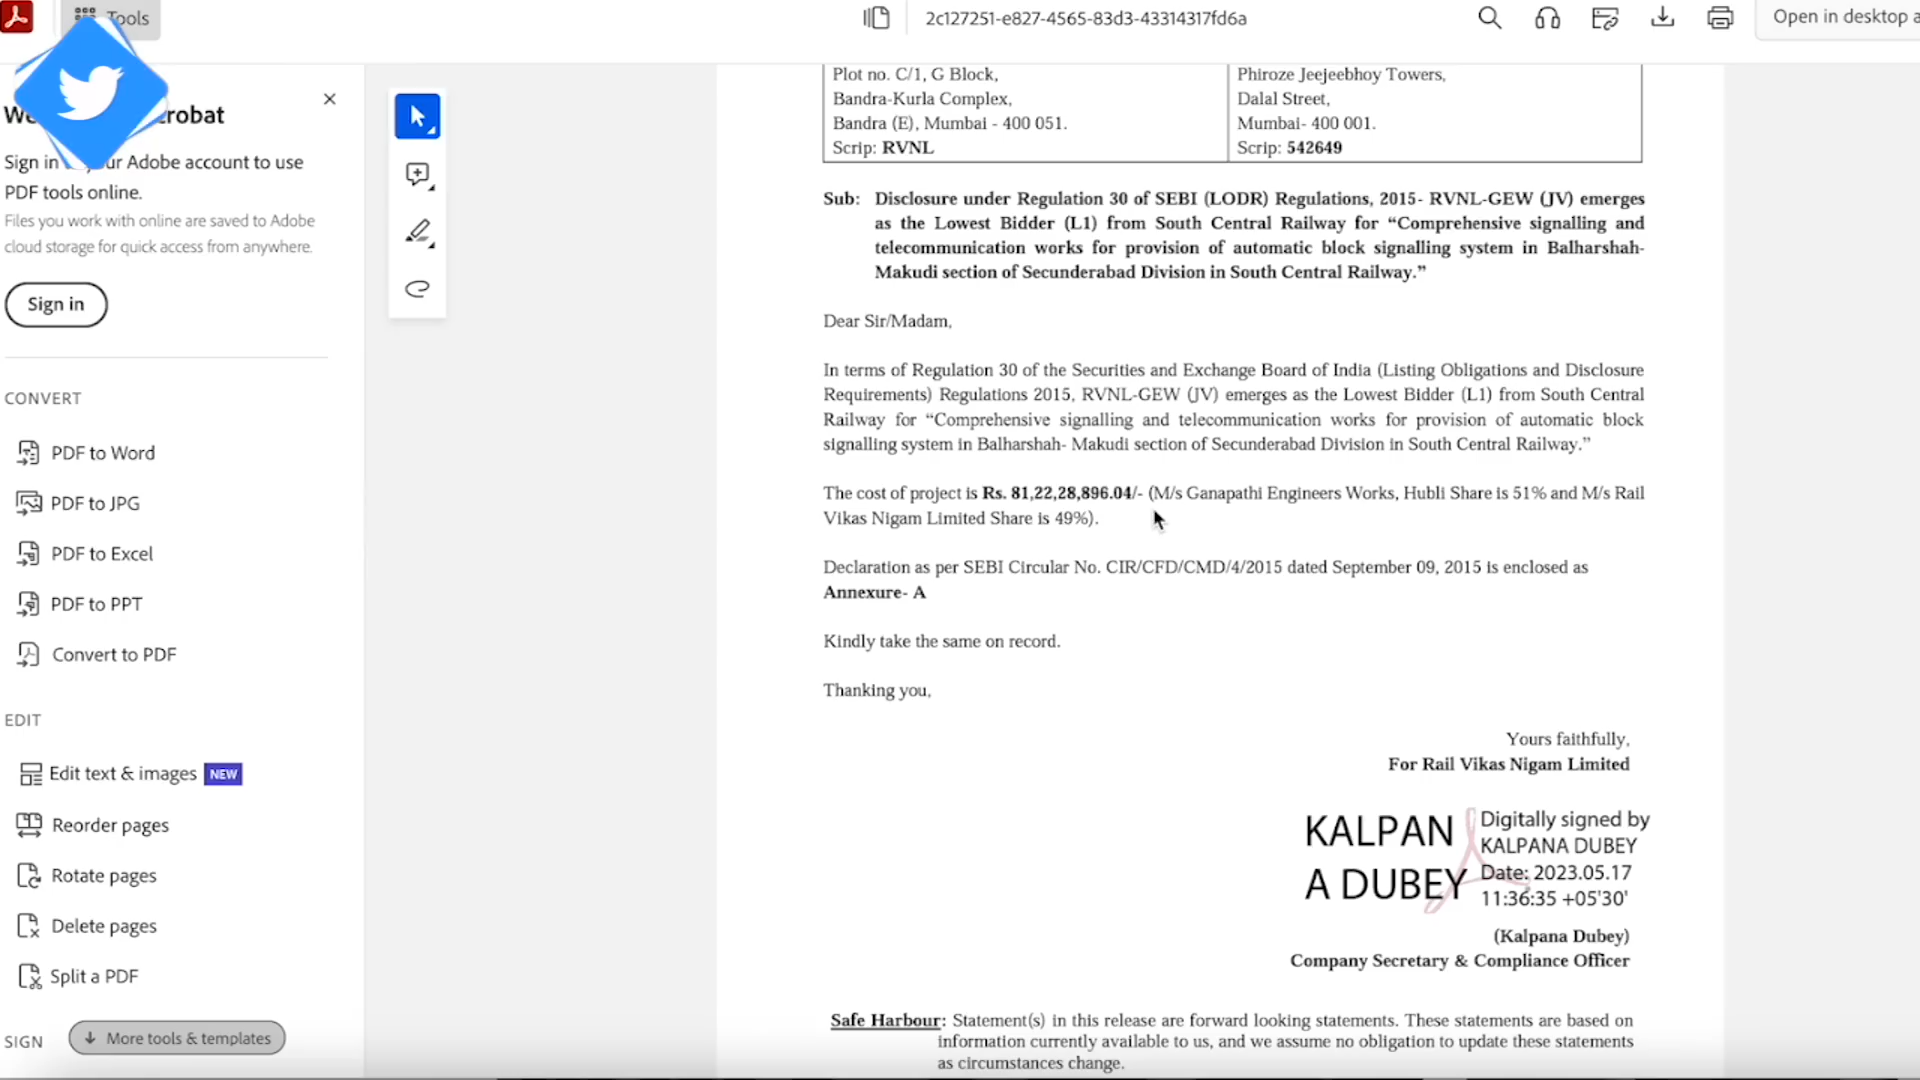 Tools
2c127251-e827-4565-83d3-43314317fd6a
Open in desktop
Sign in Adobe account to use
PDF tools online.
Files you work with online are saved to Adobe
cloud storage for quick access from anywhere.
Sign in
CONVERT
PDF to Word
PDF to JPG
PDF to Excel
PDF to PPT
Convert to PDF
EDIT
Edit text & images NEW
Reorder pages
Rotate pages
Delete pages
Split a PDF
SIGN
More tools & templates
Plot no. C/1, G Block,
Bandra-Kurla Complex,
Bandra (E), Mumbai - 400 051.
Scrip: RVNL
Phiroze Jeejeebhoy Towers,
Dalal Street,
Mumbai- 400 001.
Scrip: 542649
Sub: Disclosure under Regulation 30 of SEBI (LODR) Regulations, 2015- RVNL-GEW (JV) emerges
as the Lowest Bidder (L1) from South Central Railway for “Comprehensive signalling and
telecommunication works for provision of automatic block signalling system in Balharshah-
Makudi section of Secunderabad Division in South Central Railway.”
Dear Sir/Madam,
In terms of Regulation 30 of the Securities and Exchange Board of India (Listing Obligations and Disclosure
Requirements) Regulations 2015, RVNL-GEW (JV) emerges as the Lowest Bidder (L1) from South Central
Railway for “Comprehensive signalling and telecommunication works for provision of automatic block
signalling system in Balharshah- Makudi section of Secunderabad Division in South Central Railway.”
The cost of project is Rs. 81,22,28,896.04/- (M/s Ganapathi Engineers Works, Hubli Share is 51% and M/s Rail
Vikas Nigam Limited Share is 49%).
Declaration as per SEBI Circular No. CIR/CFD/CMD/4/2015 dated September 09, 2015 is enclosed as
Annexure- A
Kindly take the same on record.
Thanking you,
Yours faithfully,
For Rail Vikas Nigam Limited
KALPAN
A DUBEY
Digitally signed by
KALPANA DUBEY
Date: 2023.05.17
11:36:35 +05'30'
(Kalpana Dubey)
Company Secretary & Compliance Officer
Safe Harbour: Statement(s) in this release are forward looking statements. These statements are based on
information currently available to us, and we assume no obligation to update these statements
as circumstances change.